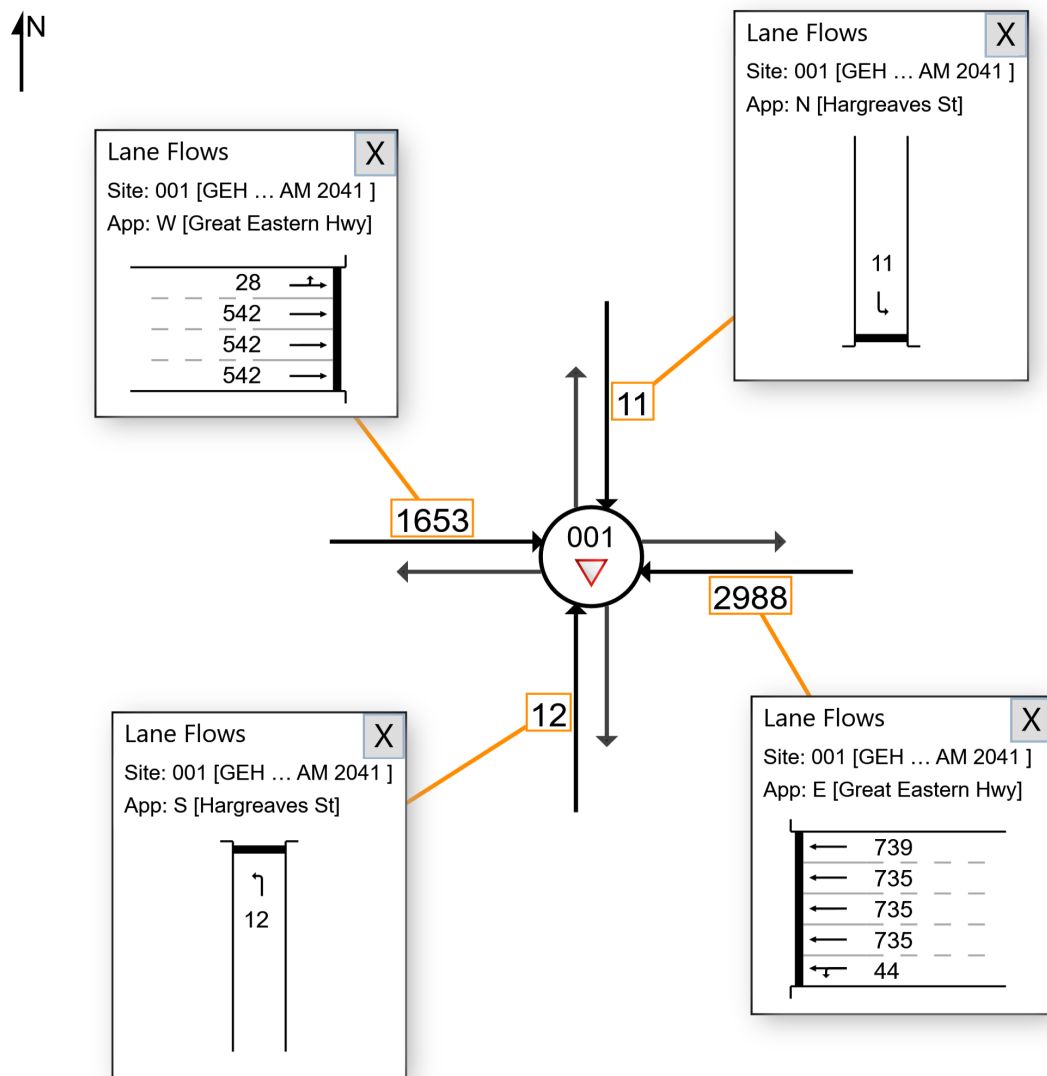 N
Lane Flows
X
Site: 001 [GEH ... AM 2041 ]
App: N [Hargreaves St]
11
Lane Flows
X
Site: 001 [GEH ... AM 2041 ]
App: W [Great Eastern Hwy]
28
542
542
542
11
1653
001
2988
12
Lane Flows
X
Site: 001 [GEH ... AM 2041 ]
App: S [Hargreaves St]
12
Lane Flows
X
Site: 001 [GEH ... AM 2041 ]
App: E [Great Eastern Hwy]
739
735
735
735
44